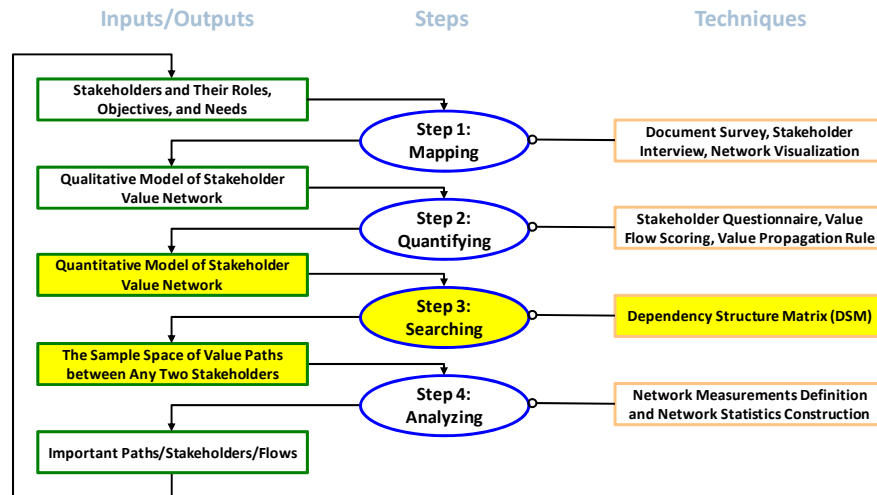 Inputs/Outputs
Steps
Techniques
Stakeholders and Their Roles,
Objectives, and Needs
Step 1:
Mapping
Document Survey, Stakeholder
Interview, Network Visualization
Qualitative Model of Stakeholder
Value Network
Step 2:
Quantifying
Stakeholder Questionnaire, Value
Flow Scoring, Value Propagation Rule
Quantitative Model of Stakeholder
Value Network
Step 3:
Searching
Dependency Structure Matrix (DSM)
The Sample Space of Value Paths
between Any Two Stakeholders
Step 4:
Analyzing
Network Measurements Definition
and Network Statistics Construction
Important Paths/Stakeholders/Flows